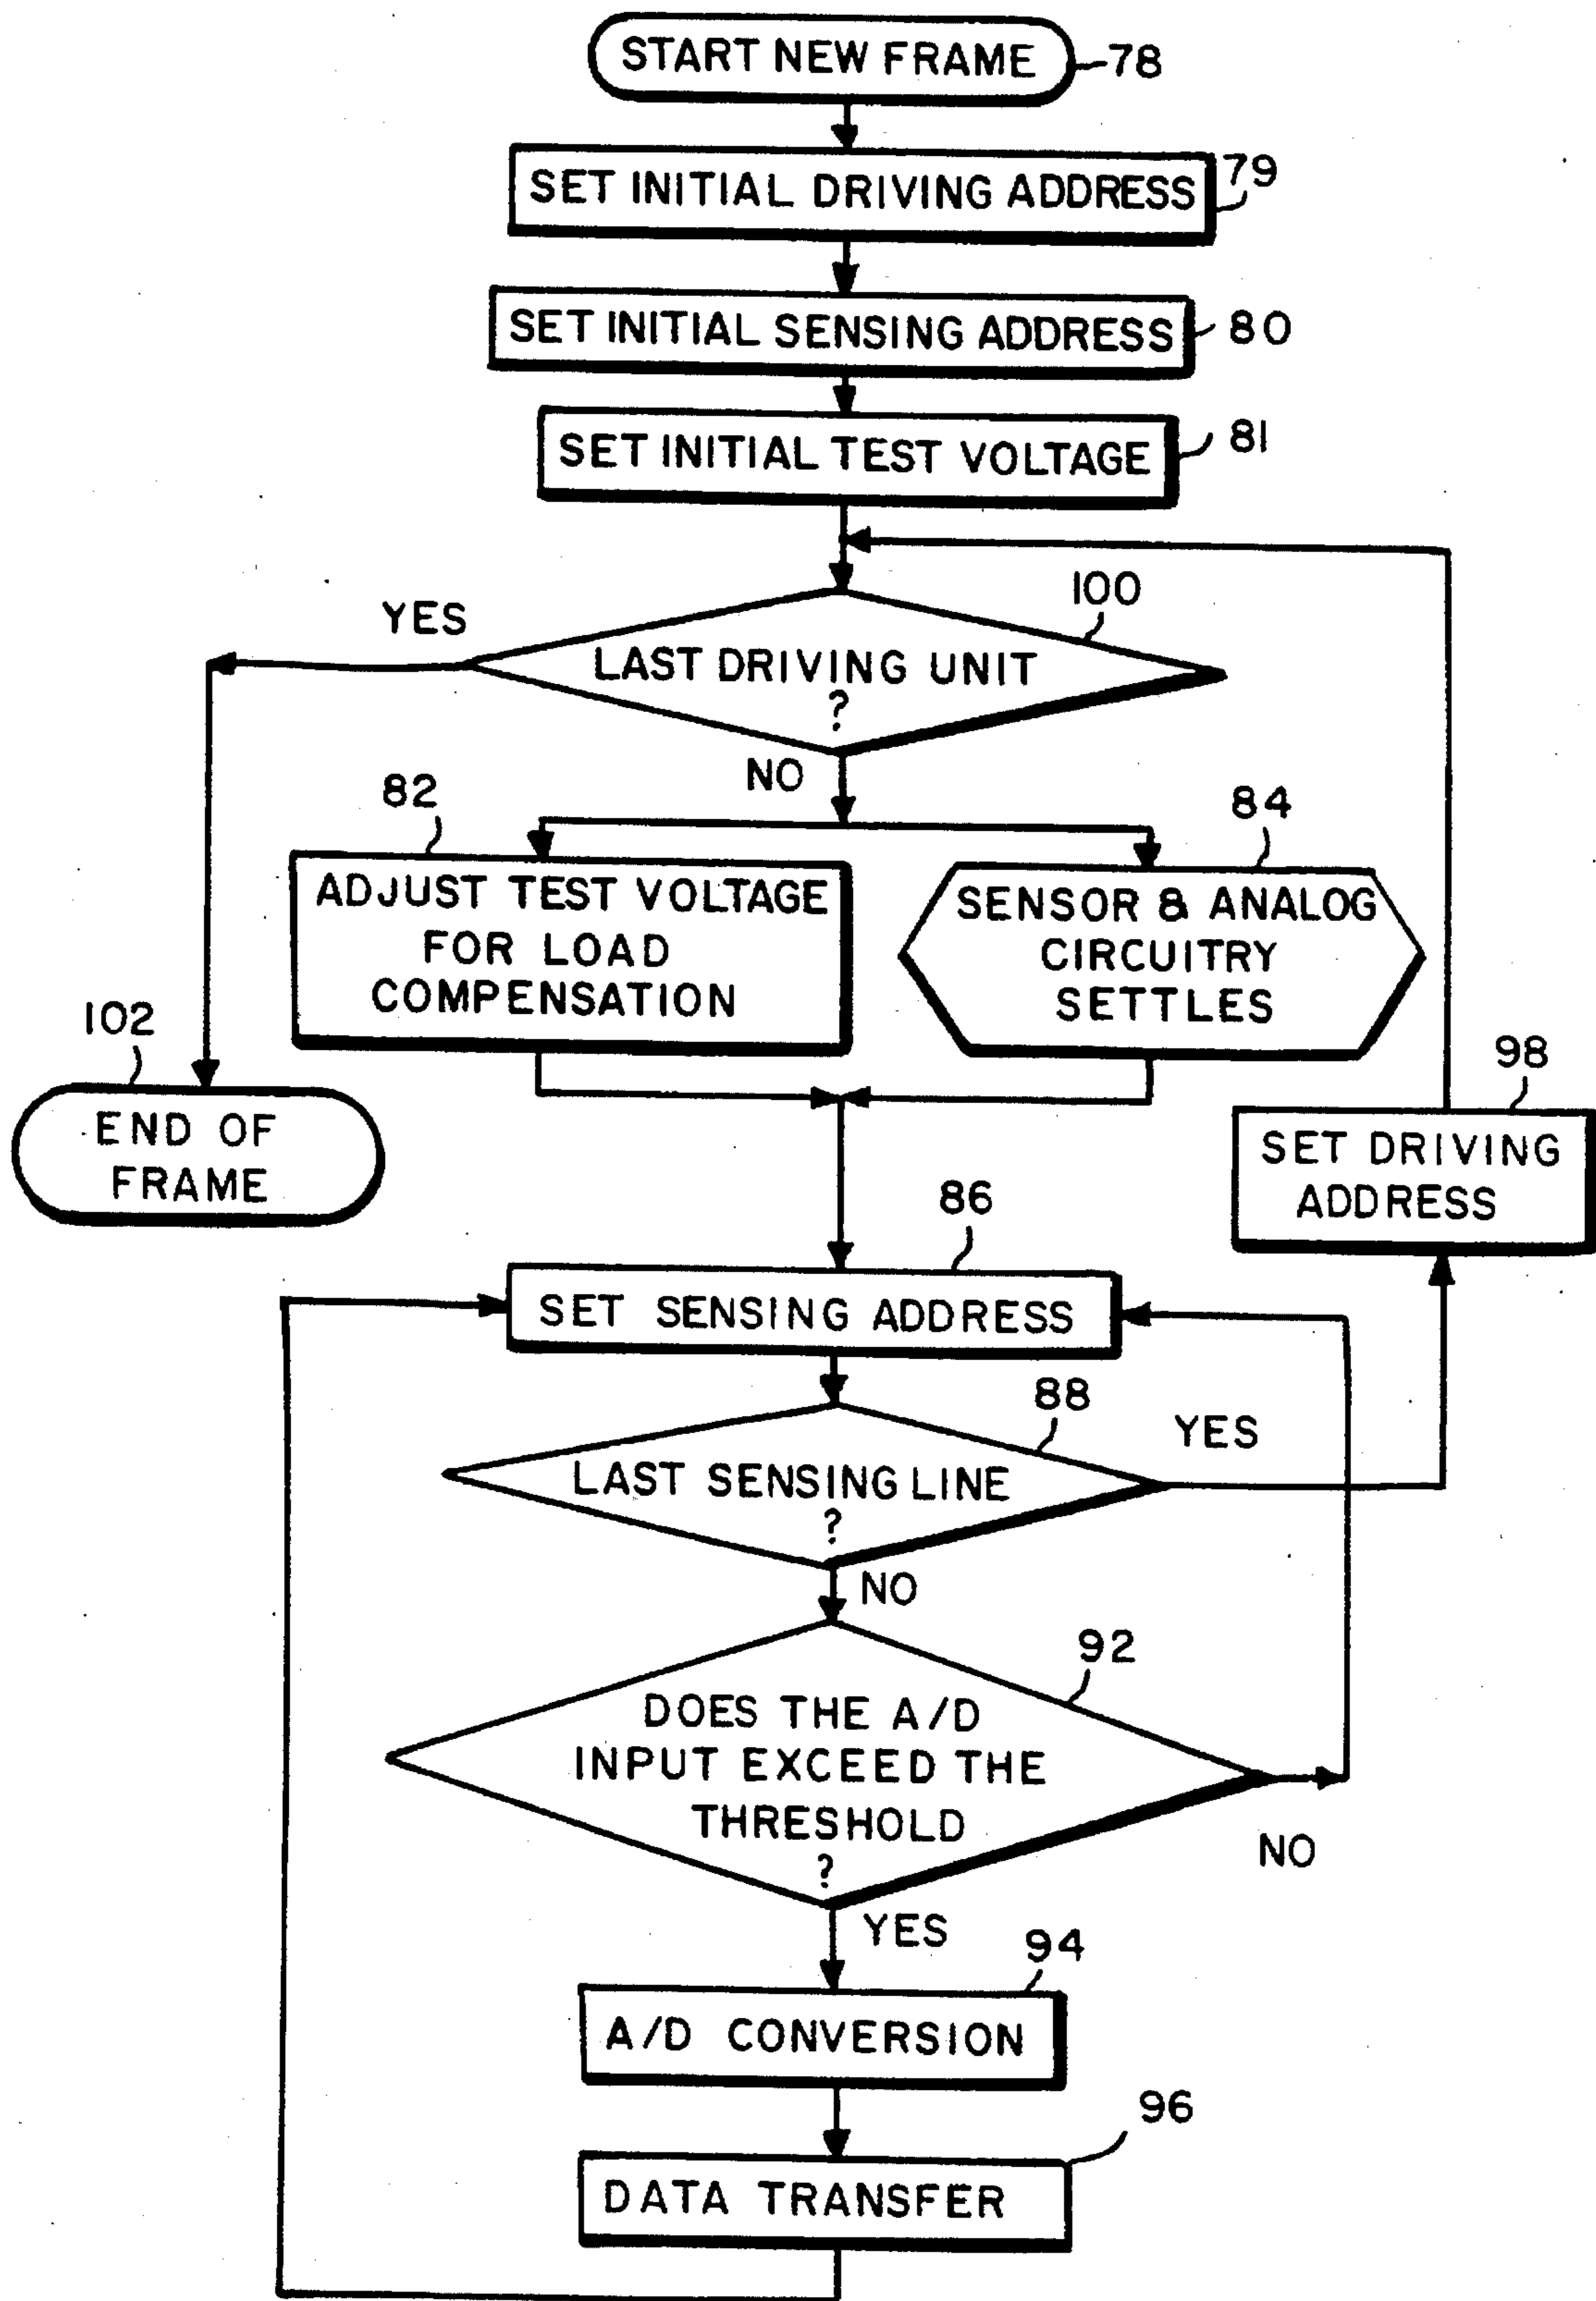 START NEW FRAME
78
SET INITIAL DRIVING ADDRESS
79
SET INITIAL SENSING ADDRESS
80
SET INITIAL TEST VOLTAGE
81
100
YES
LAST DRIVING UNIT
?
NO
82
84
ADJUST TEST VOLTAGE
FOR LOAD
COMPENSATION
SENSOR & ANALOG
CIRCUITRY
SETTLES
102
END OF
FRAME
98
SET DRIVING
ADDRESS
86
SET SENSING ADDRESS
88
YES
LAST SENSING LINE
?
NO
92
DOES THE A/D
INPUT EXCEED THE
THRESHOLD
?
NO
YES
94
A/D CONVERSION
96
DATA TRANSFER